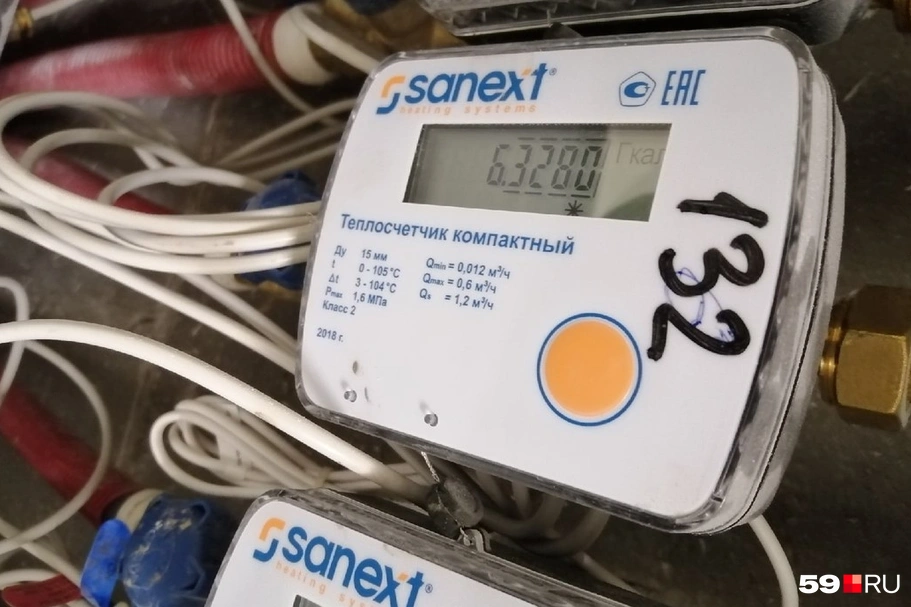 sanext®
heating systems
ЕАС
6.3280 Гкал
132
Теплосчетчик компактный
Ду 15 мм
t 0 - 105 °C
Δt 3 - 104 °C
Pmax 1,6 МПа
Класс 2
Qmin = 0,012 м³/ч
Qmax = 0,6 м³/ч
Qs = 1,2 м³/ч
2018 г.
sanext®
heating
59.RU